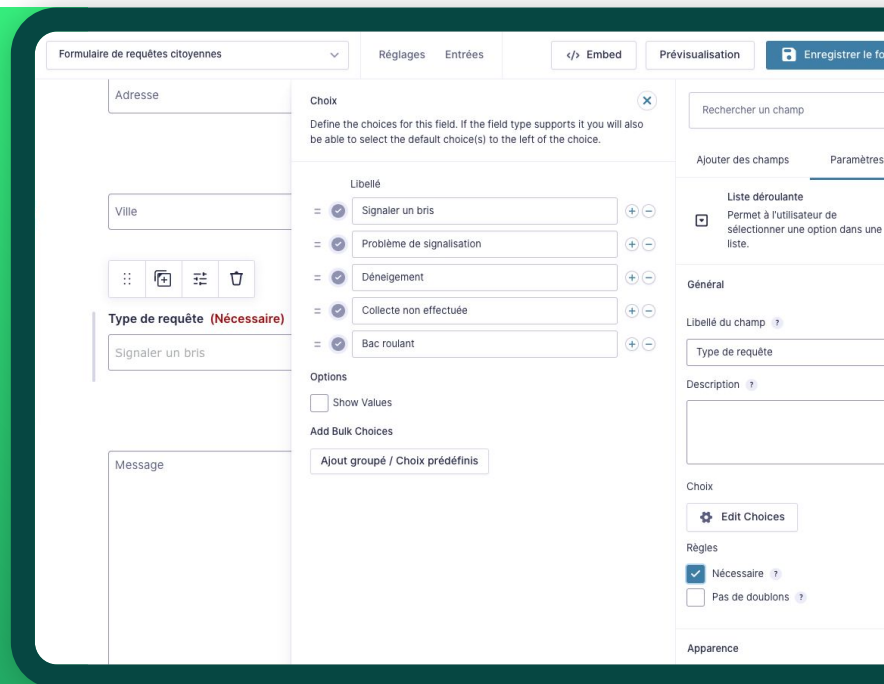 Formulaire de requêtes citoyennes
Réglages
Entrées
</> Embed
Prévisualisation
Enregistrer le fo
Adresse
Ville
Type de requête (Nécessaire)
Signaler un bris
Message
Choix
Define the choices for this field. If the field type supports it you will also
be able to select the default choice(s) to the left of the choice.
Libellé
Signaler un bris
Problème de signalisation
Déneigement
Collecte non effectuée
Bac roulant
Options
Show Values
Add Bulk Choices
Ajout groupé / Choix prédéfinis
Rechercher un champ
Ajouter des champs
Paramètres
Liste déroulante
Permet à l'utilisateur de
sélectionner une option dans une
liste.
Général
Libellé du champ ?
Type de requête
Description ?
Choix
Edit Choices
Règles
Nécessaire ?
Pas de doublons ?
Apparence